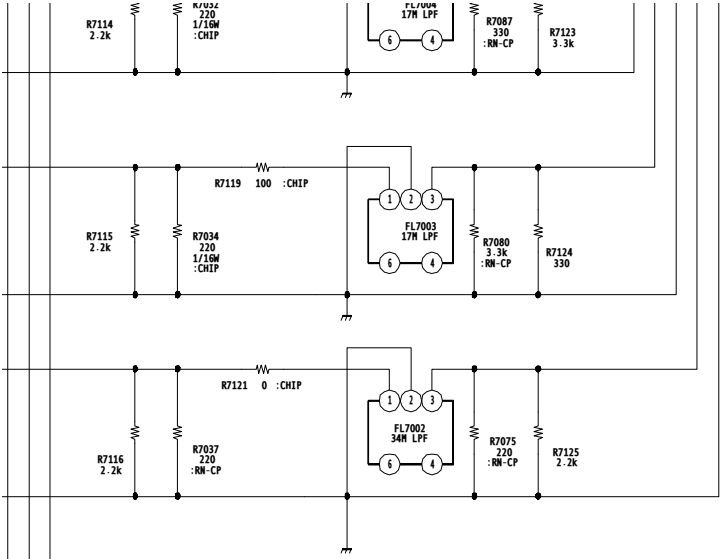 R7114
2.2k
R7032
220
1/16W
:CHIP
FL7004
17M LPF
6
4
R7087
330
:RN-CP
R7123
3.3k
R7119 100 :CHIP
1
2
3
R7115
2.2k
R7034
220
1/16W
:CHIP
FL7003
17M LPF
6
4
R7080
3.3k
:RN-CP
R7124
330
R7121 0 :CHIP
1
2
3
R7116
2.2k
R7037
220
:RN-CP
FL7002
34M LPF
6
4
R7075
220
:RN-CP
R7125
2.2k